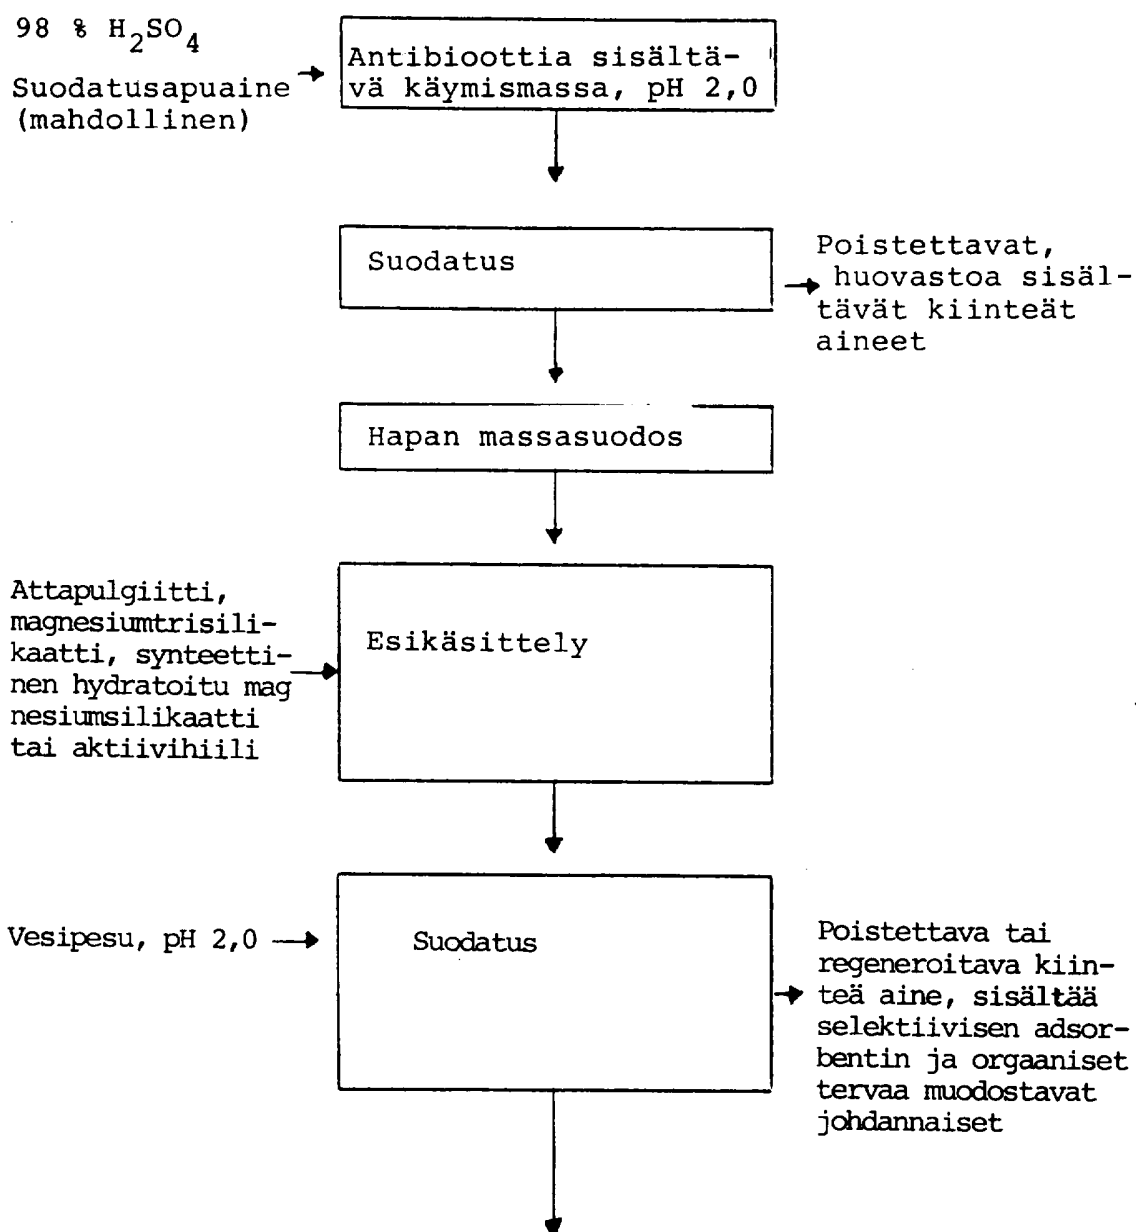 98 % H2SO4
Suodatusapuaine
(mahdollinen)
Antibioottia sisältä-
vä käymismassa, pH 2,0
Suodatus
Poistettavat,
huovastoa sisäl-
tävät kiinteät
aineet
Hapan massasuodos
Attapulgiitti,
magnesiumtrisili-
kaatti, synteetti-
nen hydratoitu mag
nesiumsilikaatti
tai aktiivihiili
Esikäsittely
Vesipesu, pH 2,0
Suodatus
Poistettava tai
regeneroitava kiin-
teä aine, sisältää
selektiivisen adsor-
bentin ja orgaaniset
tervaa muodostavat
johdannaiset